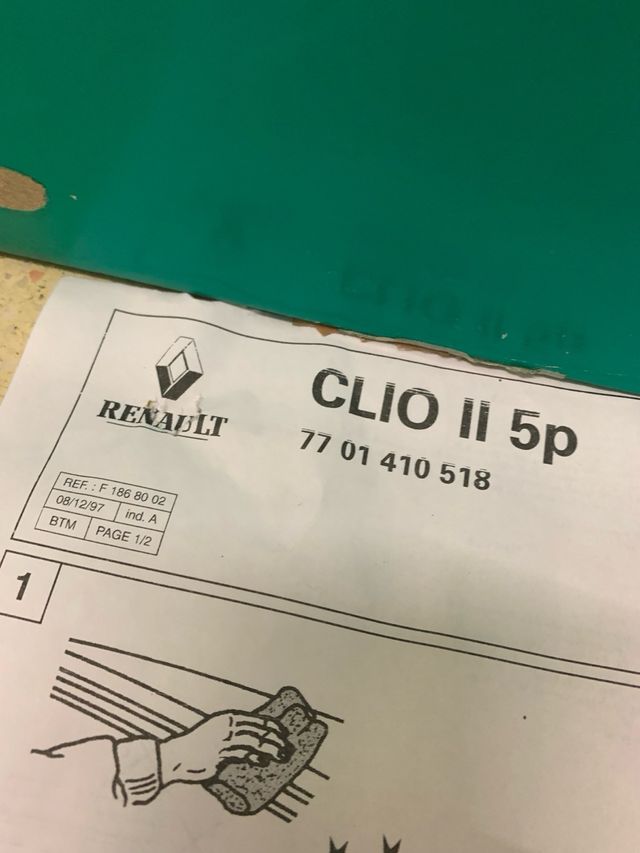 RENAULT
CLIO II 5p
77 01 410 518
REF. : F 186 80 02
08/12/97 ind. A
BTM PAGE 1/2
1